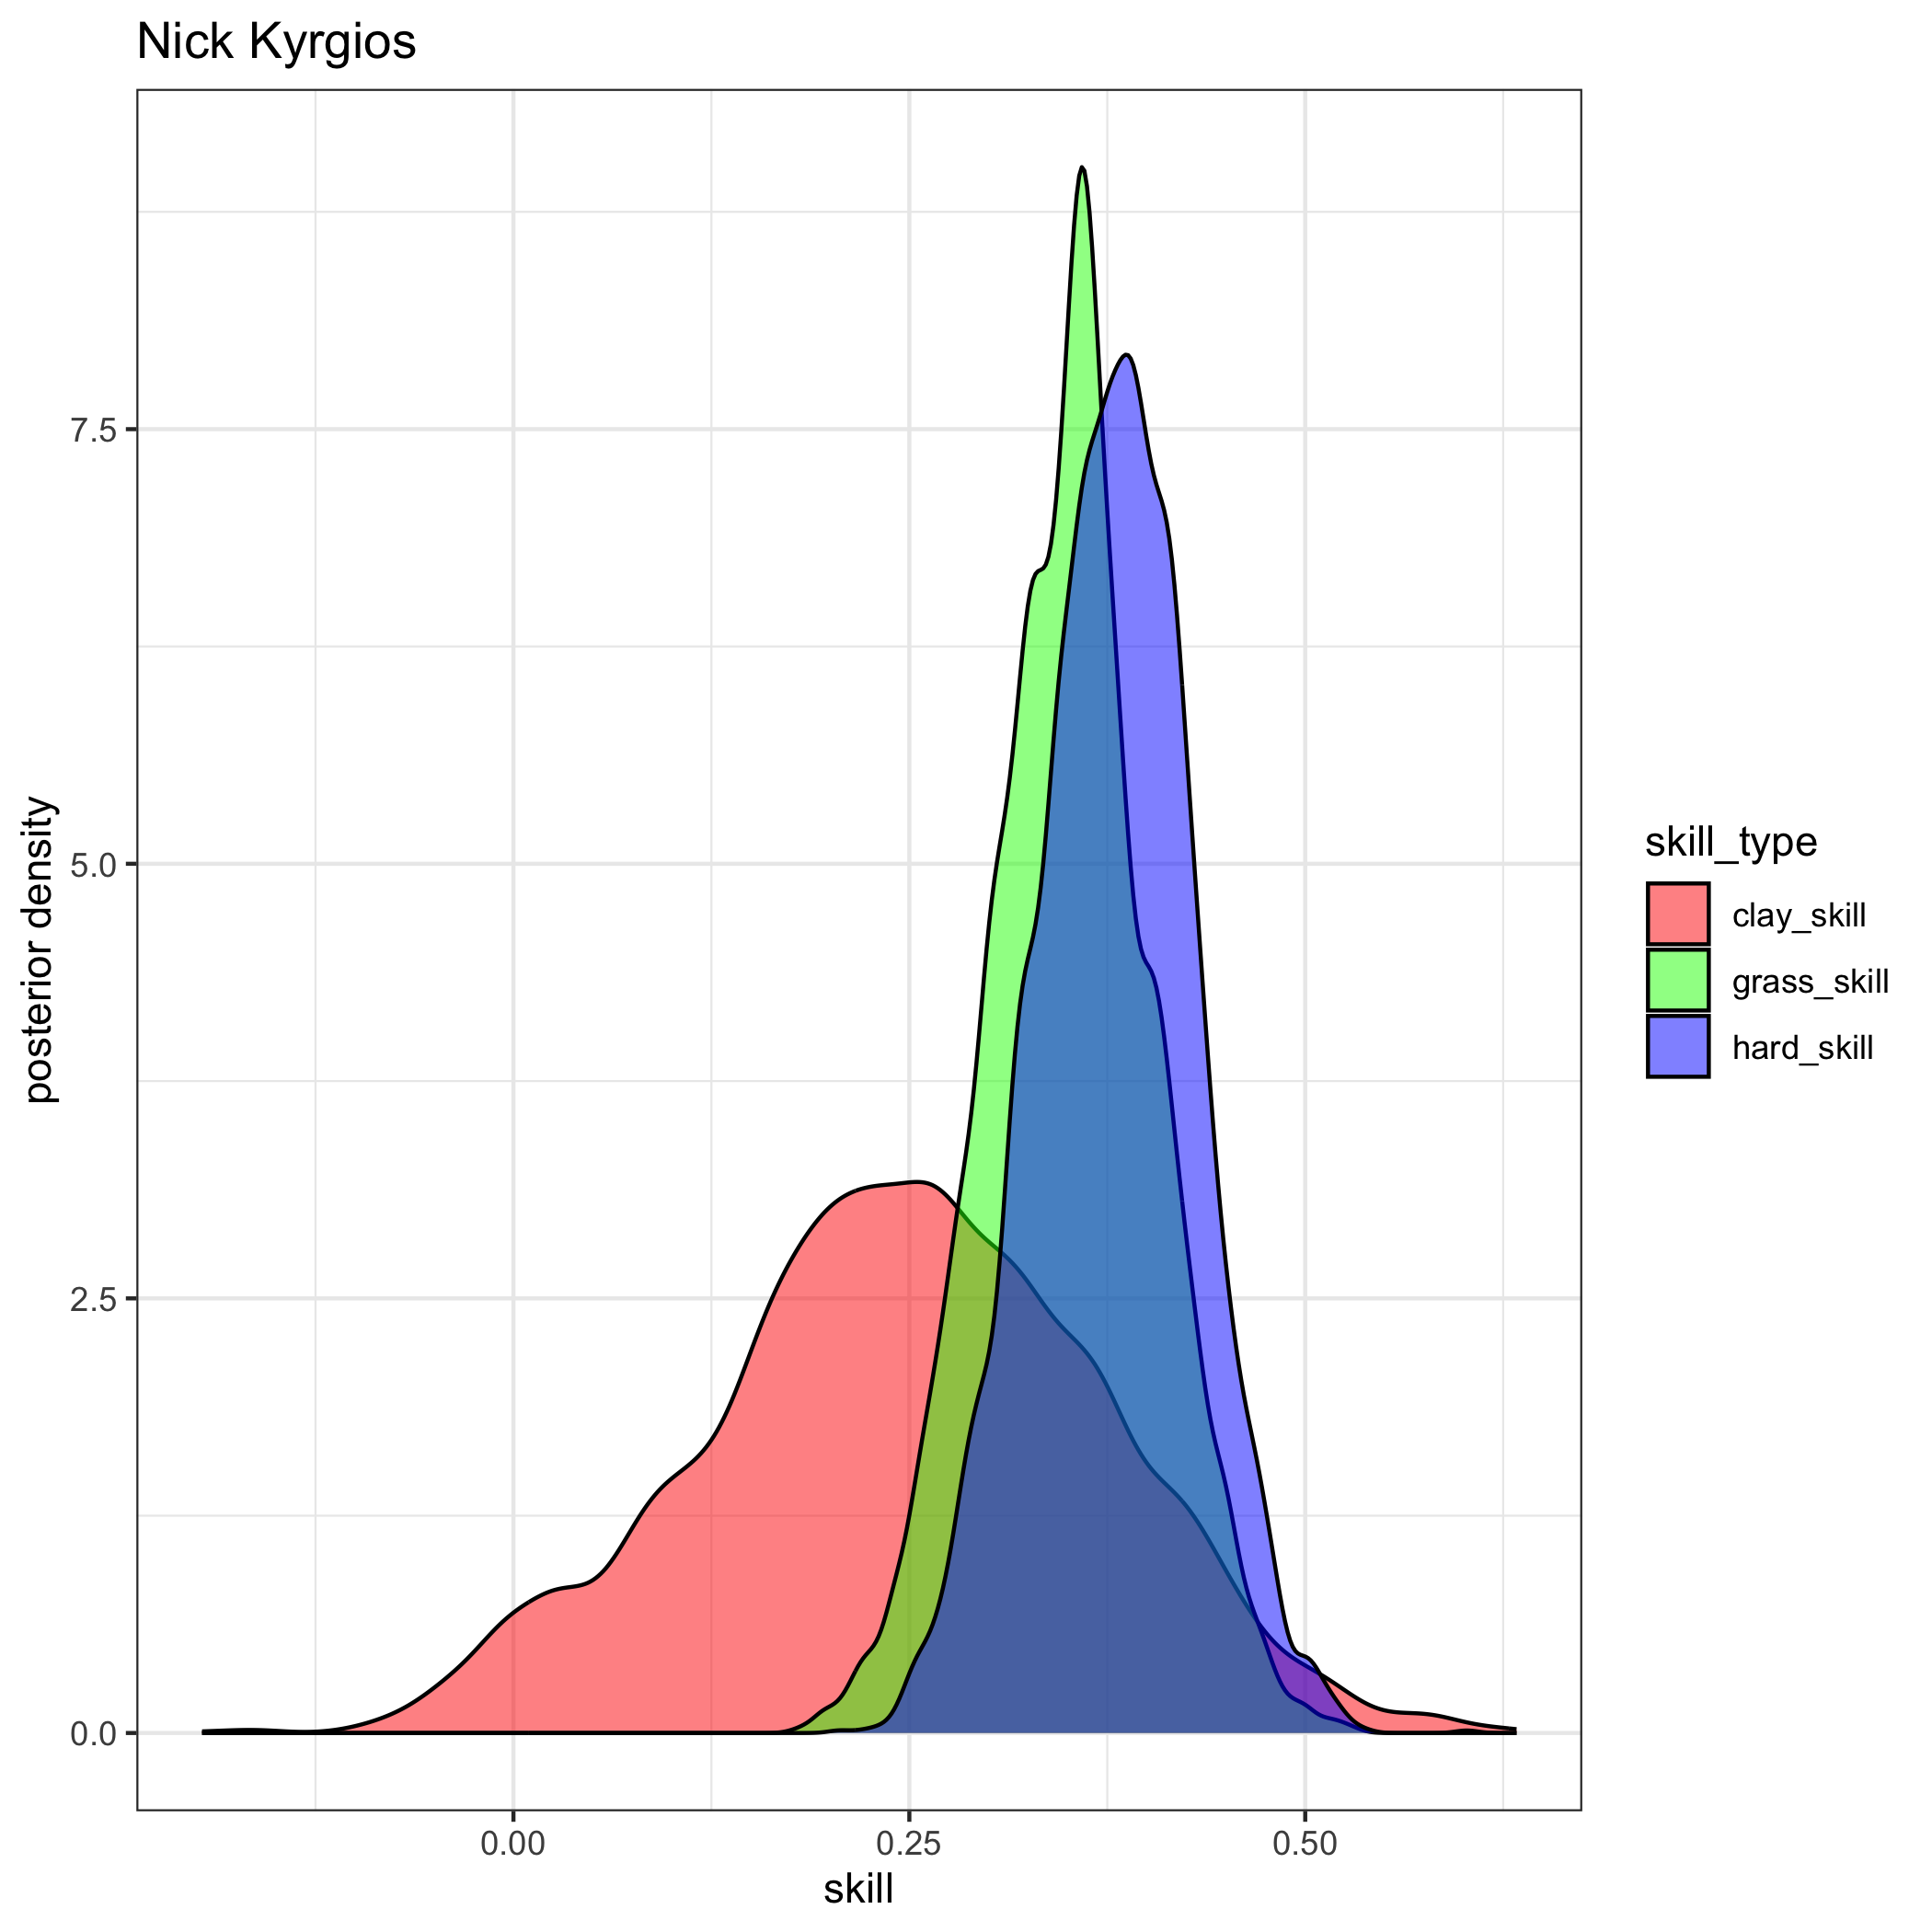 Nick Kyrgios
7.5
5.0
2.5
0.0
posterior density
0.00
0.25
0.50
skill
skill_type
clay_skill
grass_skill
hard_skill